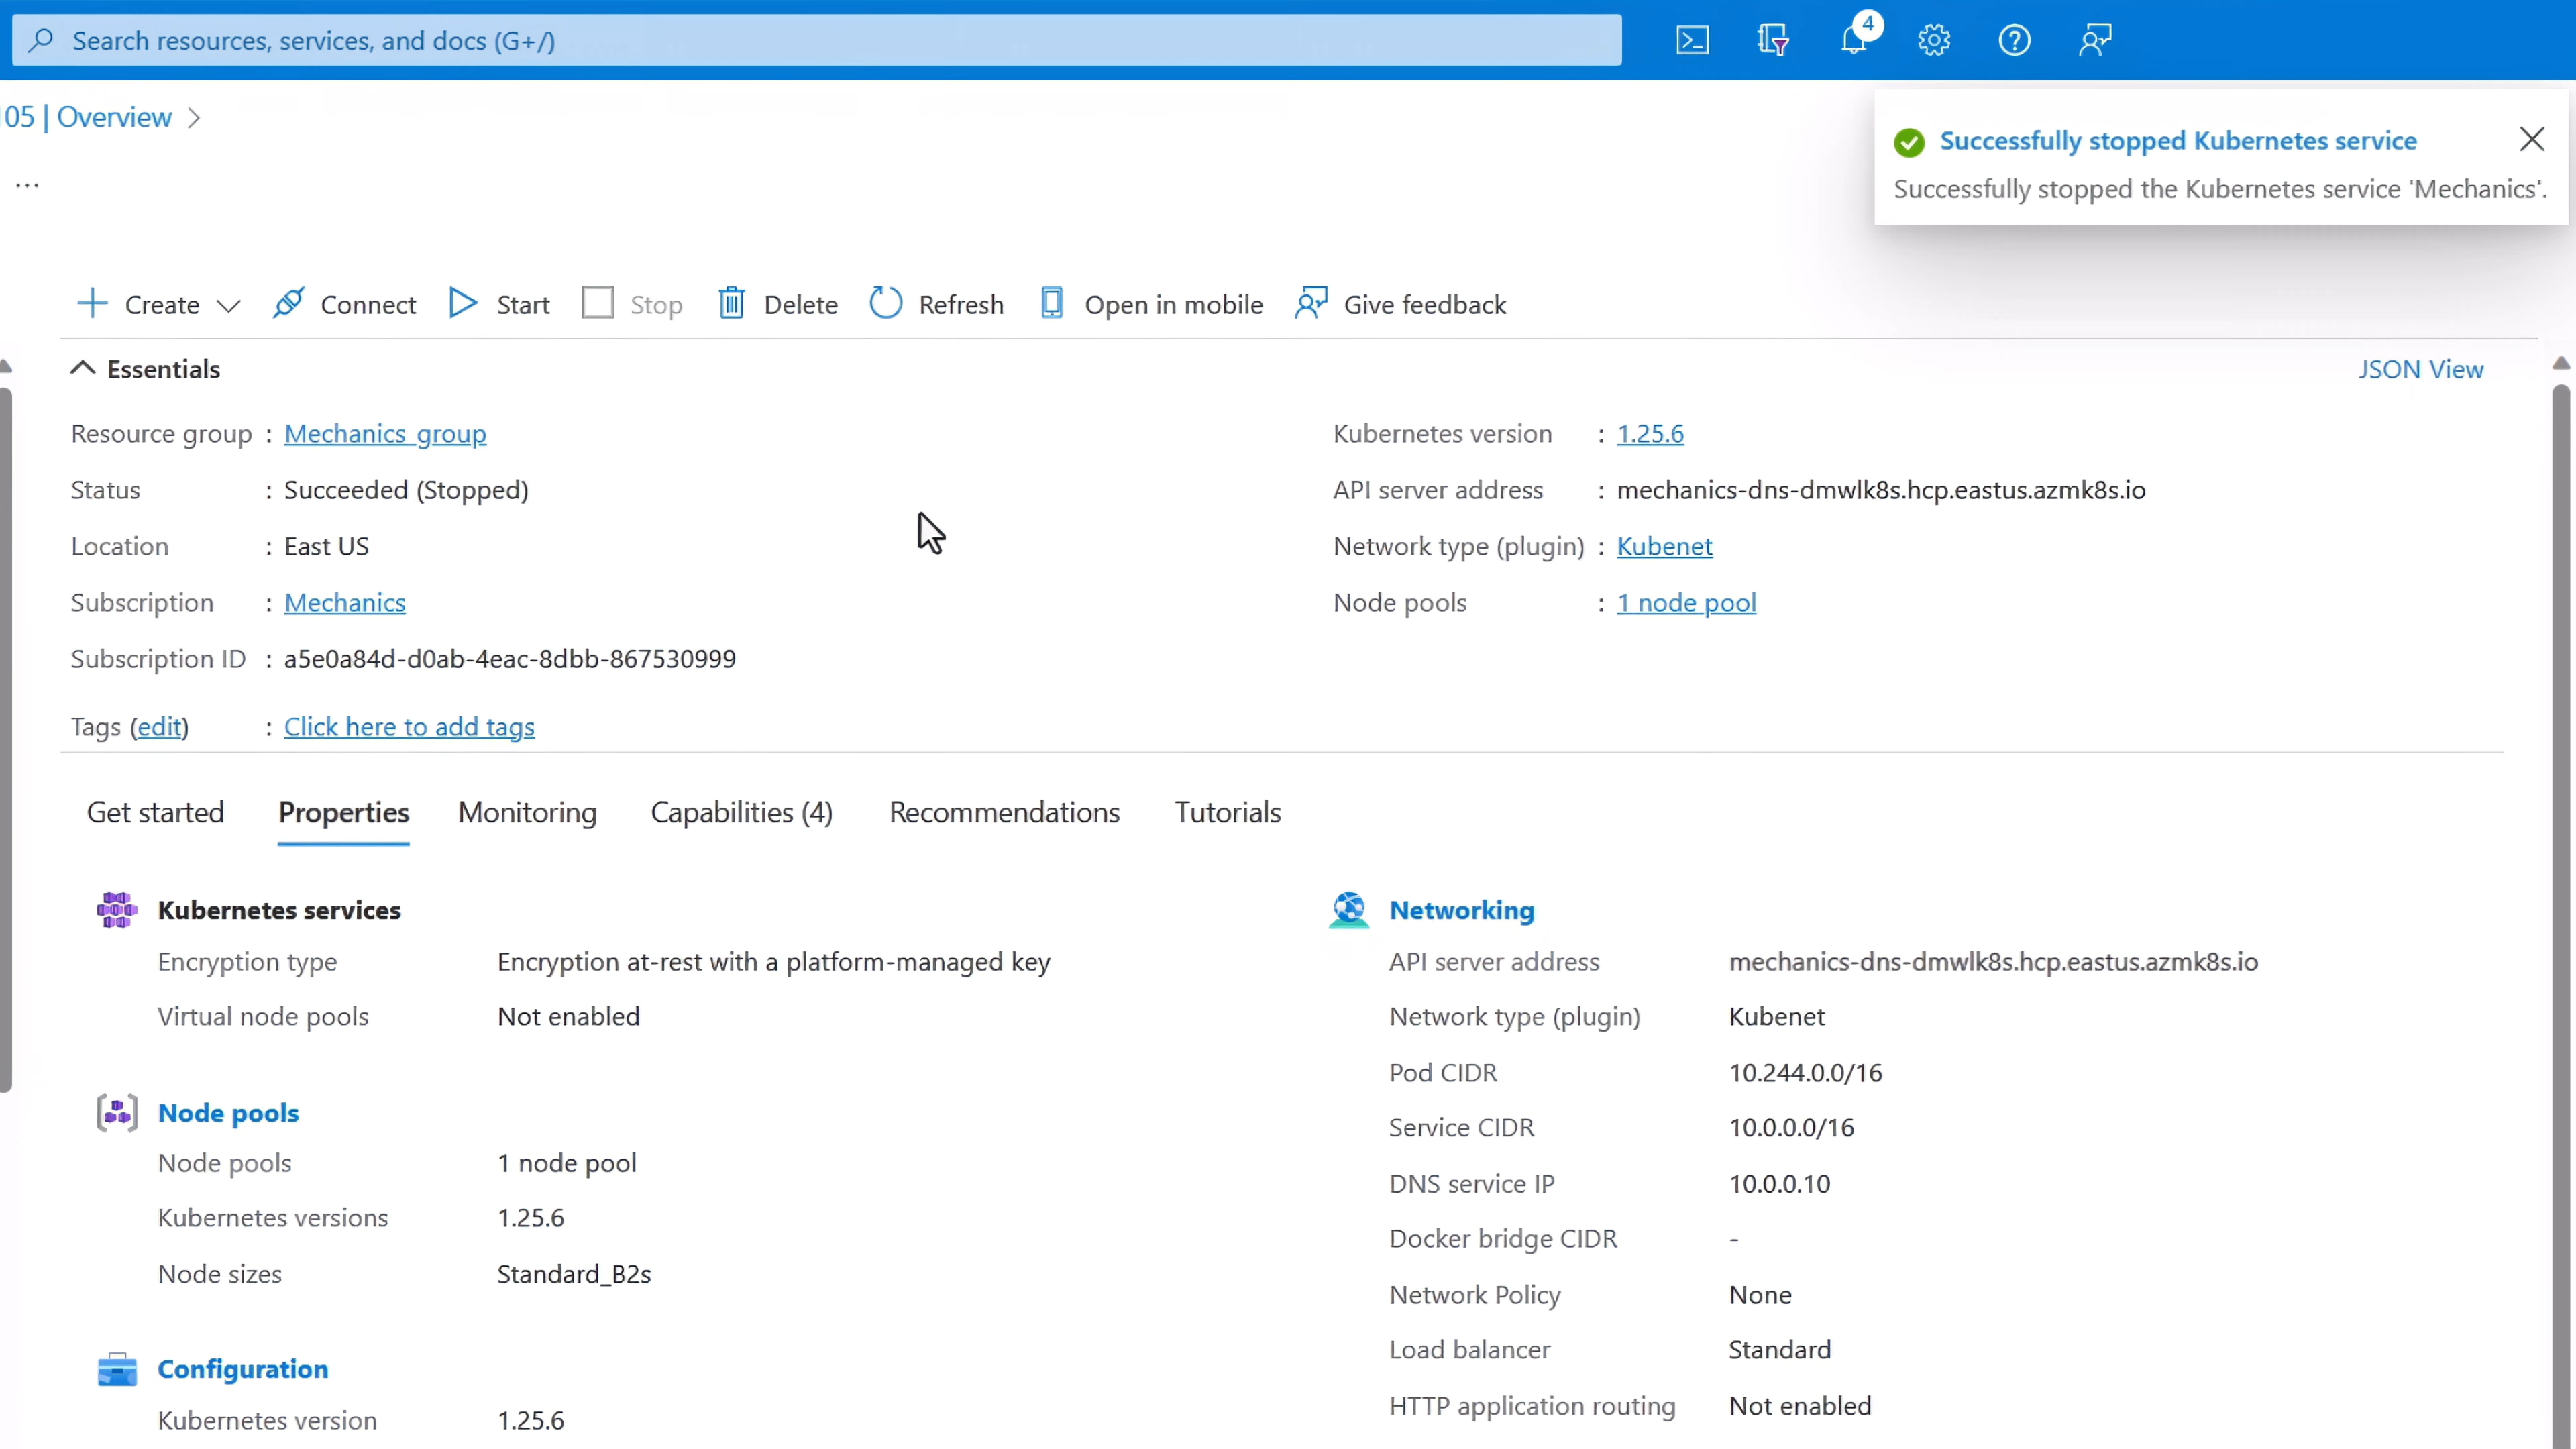 Search resources, services, and docs (G+/)
4
05 | Overview >
...
Successfully stopped Kubernetes service
Successfully stopped the Kubernetes service 'Mechanics'.
Create Connect Start Stop Delete Refresh Open in mobile Give feedback
Essentials
JSON View
Resource group : Mechanics_group
Status : Succeeded (Stopped)
Location : East US
Subscription : Mechanics
Subscription ID : a5e0a84d-d0ab-4eac-8dbb-867530999
Tags (edit) : Click here to add tags
Kubernetes version : 1.25.6
API server address : mechanics-dns-dmwlk8s.hcp.eastus.azmk8s.io
Network type (plugin) : Kubenet
Node pools : 1 node pool
Get started Properties Monitoring Capabilities (4) Recommendations Tutorials
Kubernetes services
Encryption type Encryption at-rest with a platform-managed key
Virtual node pools Not enabled
Node pools
Node pools 1 node pool
Kubernetes versions 1.25.6
Node sizes Standard_B2s
Configuration
Kubernetes version 1.25.6
Networking
API server address mechanics-dns-dmwlk8s.hcp.eastus.azmk8s.io
Network type (plugin) Kubenet
Pod CIDR 10.244.0.0/16
Service CIDR 10.0.0.0/16
DNS service IP 10.0.0.10
Docker bridge CIDR -
Network Policy None
Load balancer Standard
HTTP application routing Not enabled